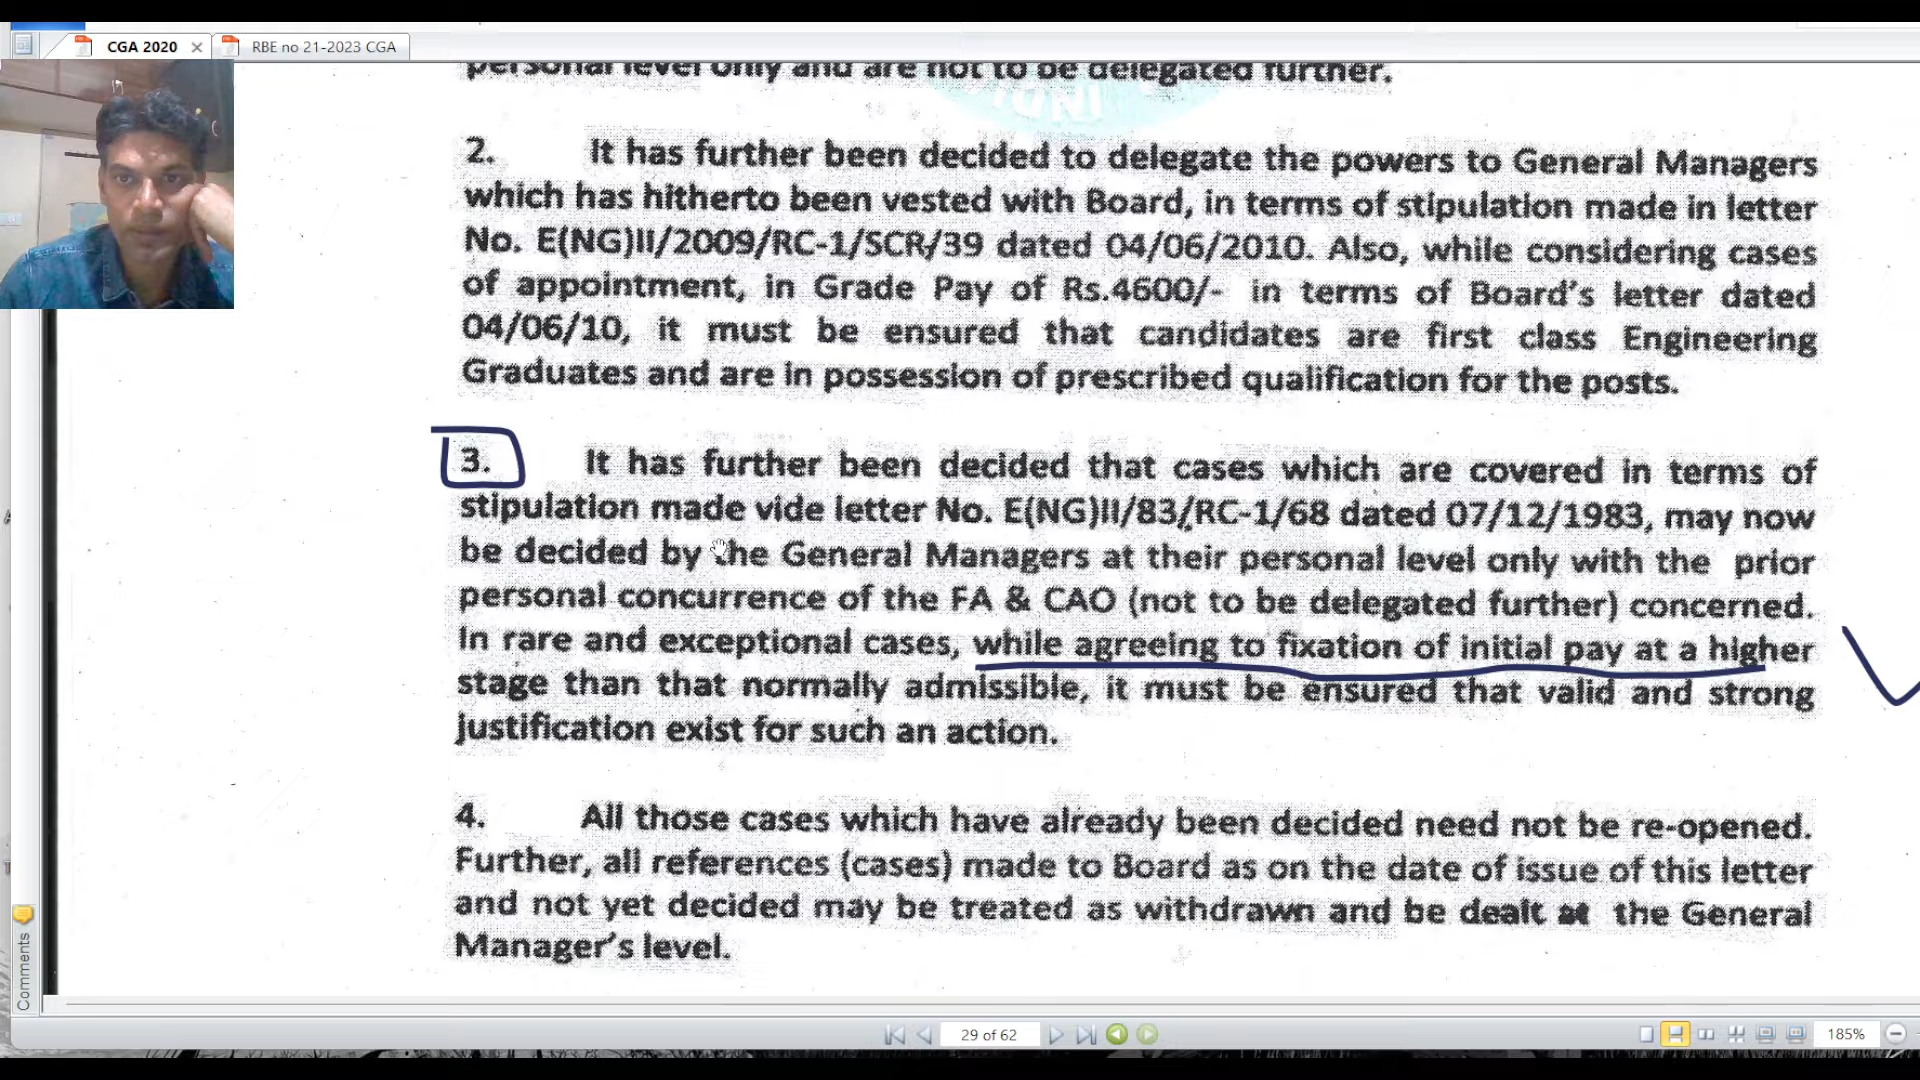 CGA 2020
RBE no 21-2023 CGA
personal level only and are not to be delegated further.
2. It has further been decided to delegate the powers to General Managers
which has hitherto been vested with Board, in terms of stipulation made in letter
No. E(NG)II/2009/RC-1/SCR/39 dated 04/06/2010. Also, while considering cases
of appointment, in Grade Pay of Rs.4600/- in terms of Board's letter dated
04/06/10, it must be ensured that candidates are first class Engineering
Graduates and are in possession of prescribed qualification for the posts.
3. It has further been decided that cases which are covered in terms of
stipulation made vide letter No. E(NG)II/83/RC-1/68 dated 07/12/1983, may now
be decided by the General Managers at their personal level only with the prior
personal concurrence of the FA & CAO (not to be delegated further) concerned.
In rare and exceptional cases, while agreeing to fixation of initial pay at a higher
stage than that normally admissible, it must be ensured that valid and strong
justification exist for such an action.
4. All those cases which have already been decided need not be re-opened.
Further, all references (cases) made to Board as on the date of issue of this letter
and not yet decided may be treated as withdrawn and be dealt at the General
Manager's level.
Comments
29 of 62
185%